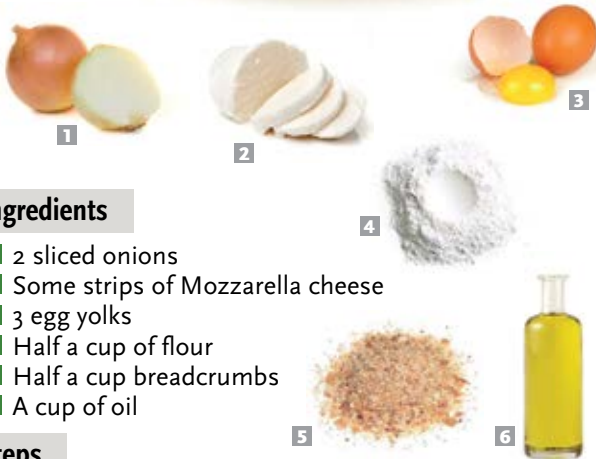 1
2
3
4
ngredients
2 sliced onions
Some strips of Mozzarella cheese
3 egg yolks
Half a cup of flour
Half a cup breadcrumbs
A cup of oil
5
6
teps